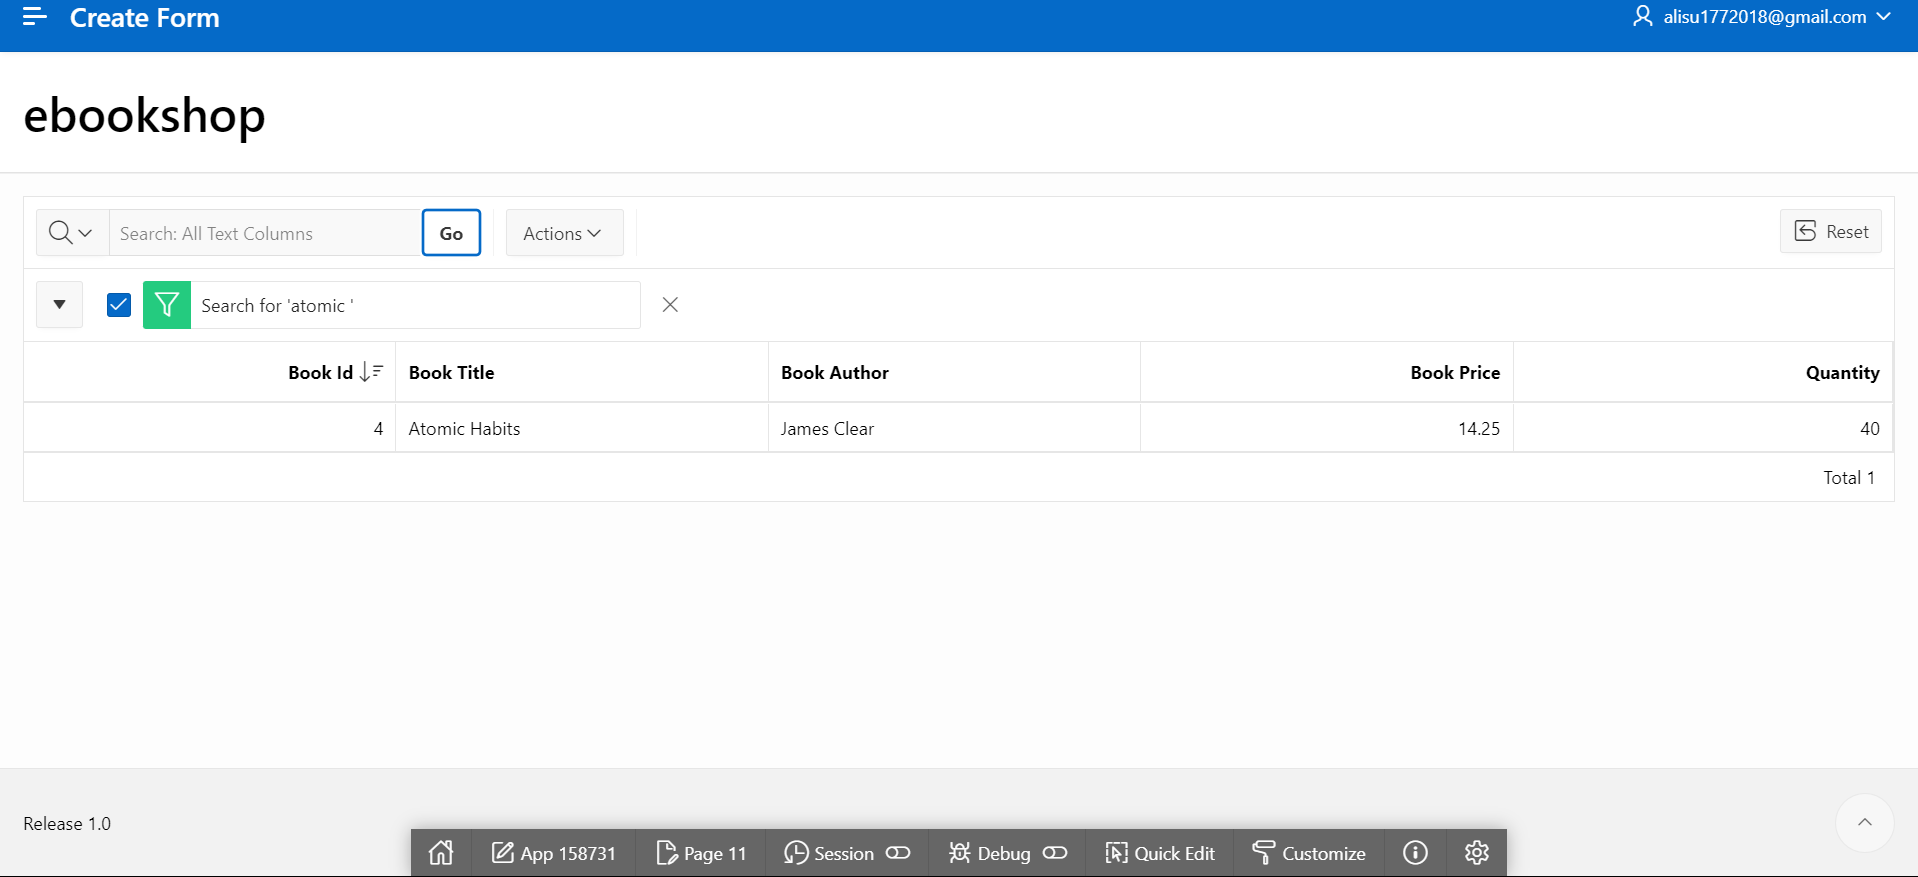 Create Form
alisu1772018@gmail.com
ebookshop
Search: All Text Columns
Go
Actions
Reset
Search for 'atomic '
Book Id Book Title Book Author Book Price Quantity
4 Atomic Habits James Clear 14.25 40
Total 1
Release 1.0
App 158731 Page 11 Session Debug Quick Edit Customize